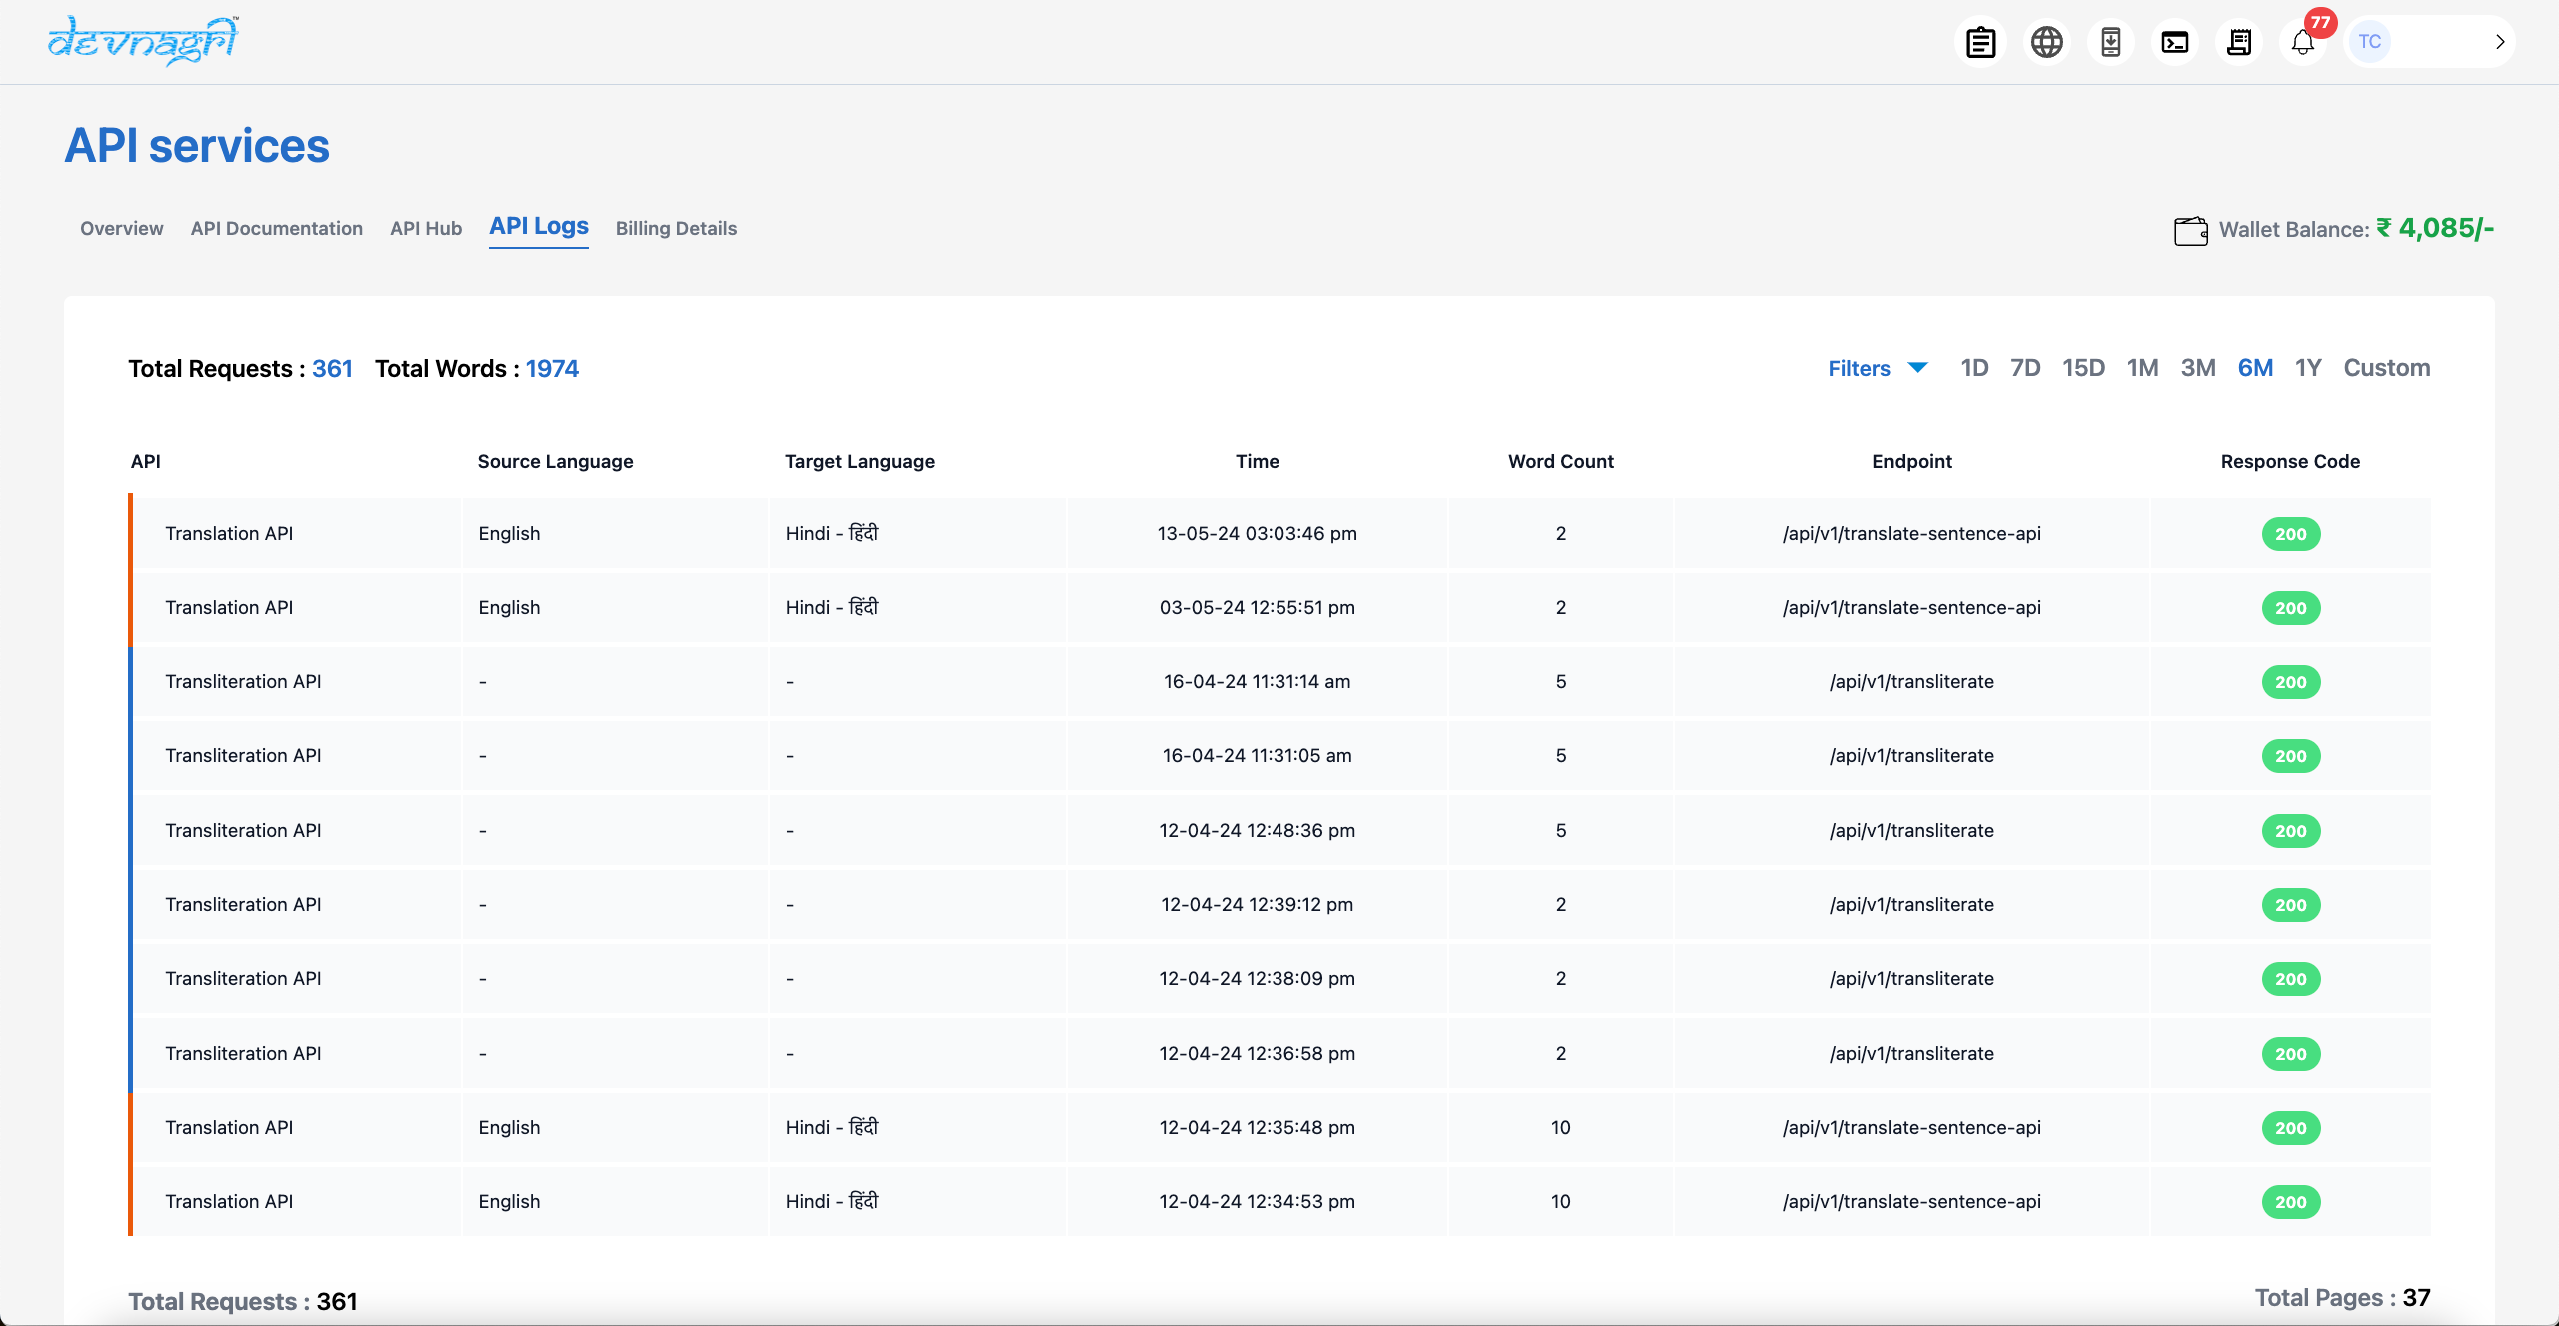 devnagri™
77
TC
API services
Overview API Documentation API Hub API Logs Billing Details Wallet Balance: ₹ 4,085/-
Total Requests : 361 Total Words : 1974 Filters 1D 7D 15D 1M 3M 6M 1Y Custom
API Source Language Target Language Time Word Count Endpoint Response Code
Translation API English Hindi - हिंदी 13-05-24 03:03:46 pm 2 /api/v1/translate-sentence-api 200
Translation API English Hindi - हिंदी 03-05-24 12:55:51 pm 2 /api/v1/translate-sentence-api 200
Transliteration API - - 16-04-24 11:31:14 am 5 /api/v1/transliterate 200
Transliteration API - - 16-04-24 11:31:05 am 5 /api/v1/transliterate 200
Transliteration API - - 12-04-24 12:48:36 pm 5 /api/v1/transliterate 200
Transliteration API - - 12-04-24 12:39:12 pm 2 /api/v1/transliterate 200
Transliteration API - - 12-04-24 12:38:09 pm 2 /api/v1/transliterate 200
Transliteration API - - 12-04-24 12:36:58 pm 2 /api/v1/transliterate 200
Translation API English Hindi - हिंदी 12-04-24 12:35:48 pm 10 /api/v1/translate-sentence-api 200
Translation API English Hindi - हिंदी 12-04-24 12:34:53 pm 10 /api/v1/translate-sentence-api 200
Total Requests : 361 Total Pages : 37